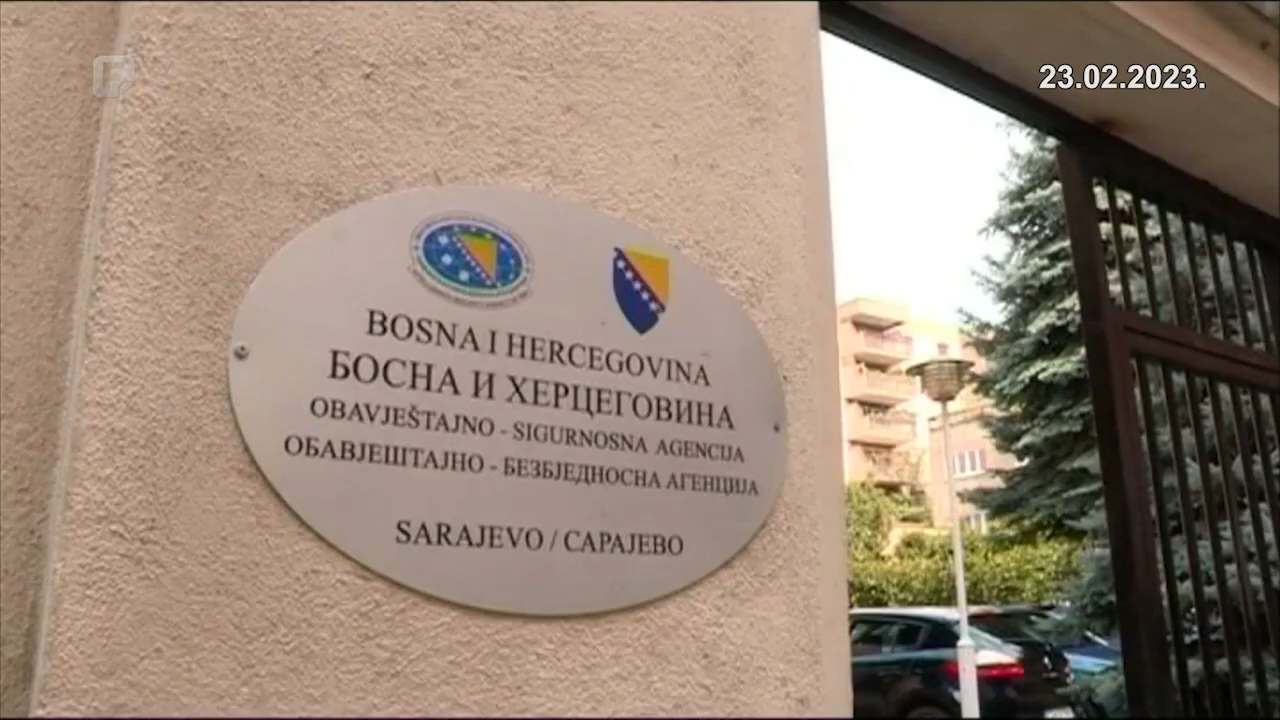 23.02.2023.
BOSNA I HERCEGOVINA
БОСНА И ХЕРЦЕГОВИНА
OBAVJEŠTAJNO - SIGURNOSNA AGENCIJA
ОБАВЈЕШТАЈНО - БЕЗБЈЕДНОСНА АГЕНЦИЈА
SARAJEVO / САРАЈЕВО